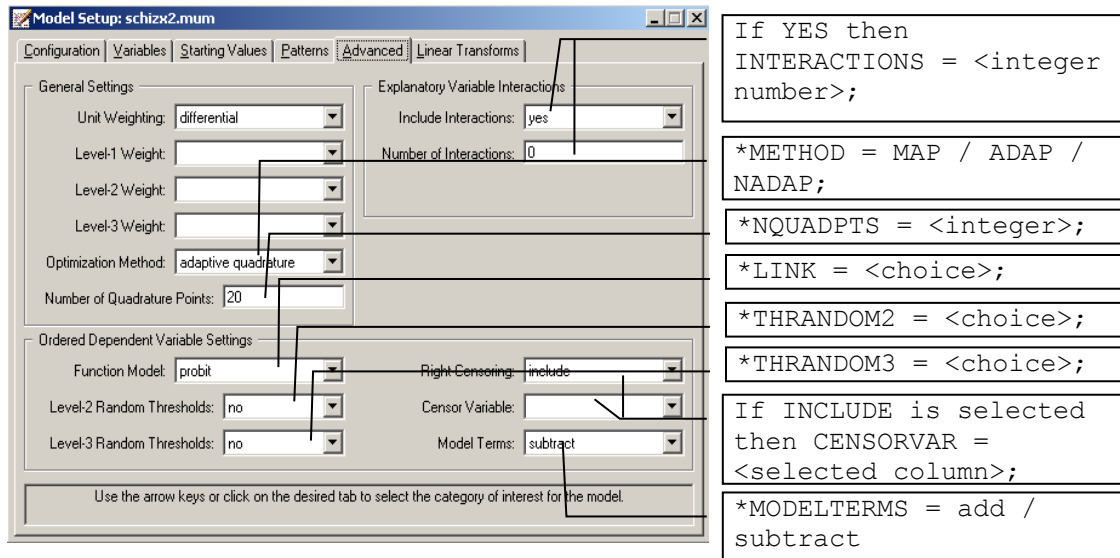 Model Setup: schizx2.mum
Configuration Variables Starting Values Patterns Advanced Linear Transforms
General Settings
Unit Weighting: differential
Level-1 Weight:
Level-2 Weight:
Level-3 Weight:
Optimization Method: adaptive quadrature
Number of Quadrature Points: 20
Explanatory Variable Interactions
Include Interactions: yes
Number of Interactions: 0
Ordered Dependent Variable Settings
Function Model: probit
Level-2 Random Thresholds: no
Level-3 Random Thresholds: no
Right-Censoring: include
Censor Variable:
Model Terms: subtract
Use the arrow keys or click on the desired tab to select the category of interest for the model.
If YES then
INTERACTIONS = <integer
number>;
*METHOD = MAP / ADAP /
NADAP;
*NQUADPTS = <integer>;
*LINK = <choice>;
*THRANDOM2 = <choice>;
*THRANDOM3 = <choice>;
If INCLUDE is selected
then CENSORVAR =
<selected column>;
*MODELTERMS = add /
subtract